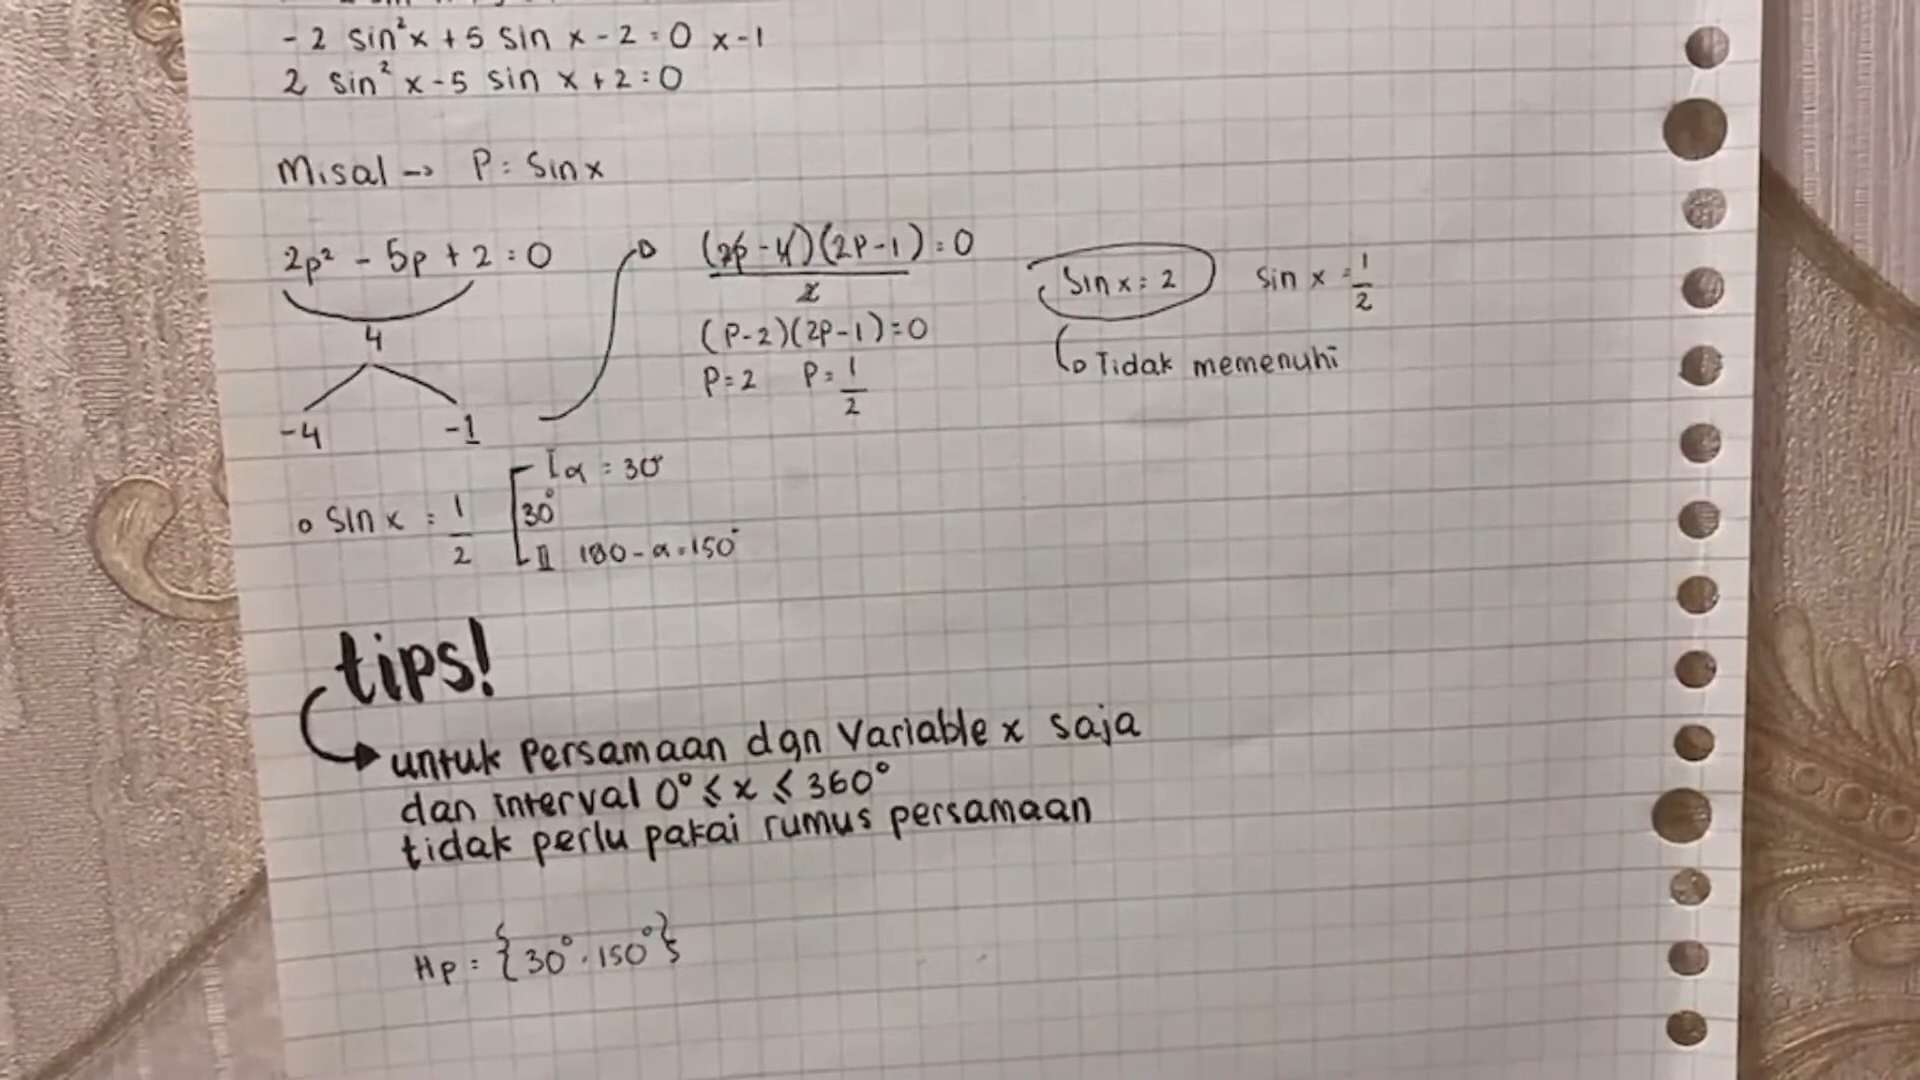 - 2 sin²x + 5 sin x - 2 = 0 x-1
2 sin² x - 5 sin x + 2 = 0
Misal → P = Sin x
2p² - 5p + 2 = 0
4
-4 -1
(2p - 4)(2P - 1) = 0
2
(P - 2)(2P - 1) = 0
P = 2 P = 1/2
Sin x = 2 Sin x = 1/2
Tidak memenuhi
o Sin x = 1/2
I α = 30°
30°
II 180 - α = 150°
tips!
untuk Persamaan dgn Variable x saja
dan interval 0° ≤ x ≤ 360°
tidak perlu pakai rumus persamaan
Hp = {30°, 150°}